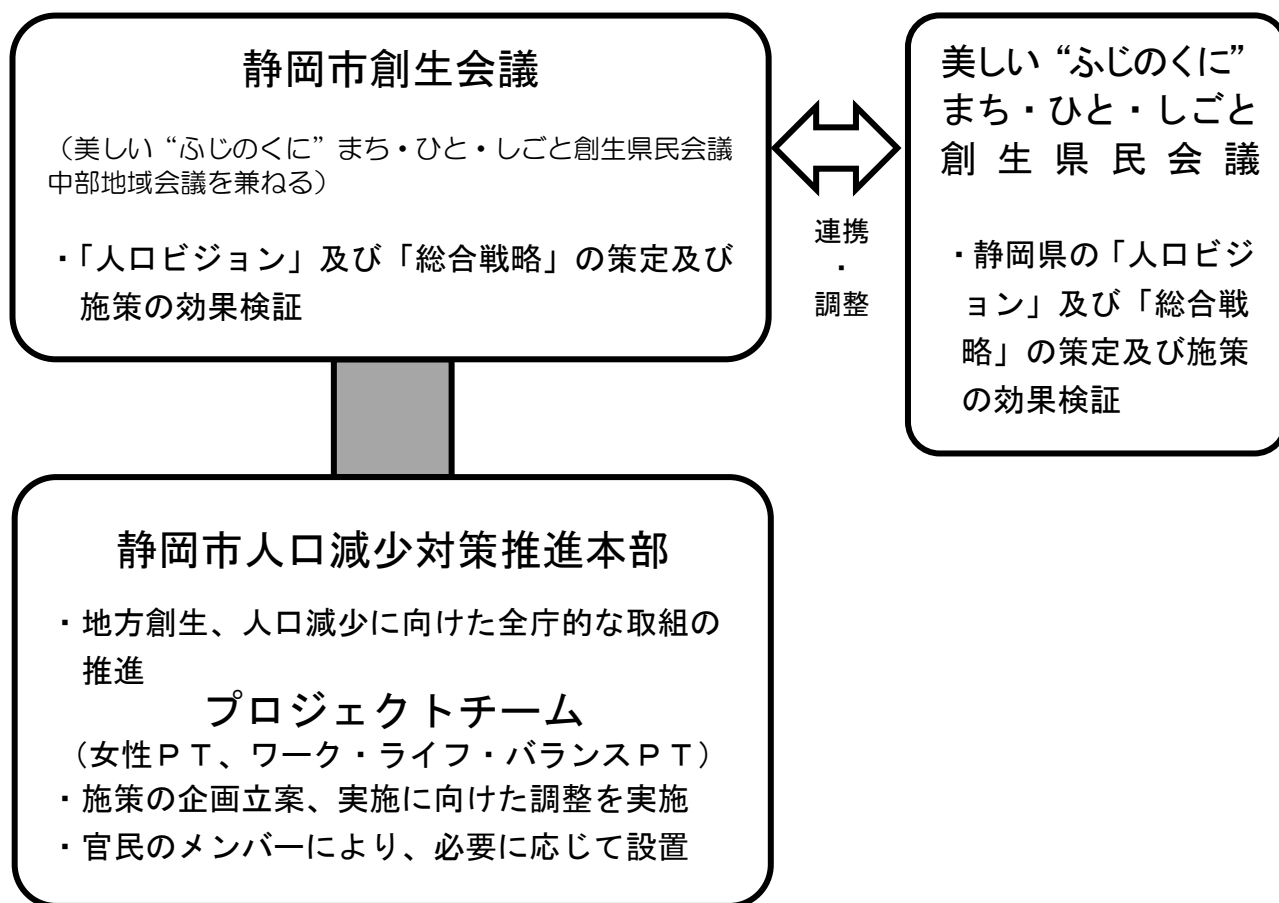 静岡市創生会議
（美しい“ふじのくに”まち・ひと・しごと創生県民会議
中部地域会議を兼ねる）
・「人口ビジョン」及び「総合戦略」の策定及び
施策の効果検証
連携
・
調整
美しい“ふじのくに”
まち・ひと・しごと
創生県民会議
・静岡県の「人口ビジ
ョン」及び「総合戦
略」の策定及び施策
の効果検証
静岡市人口減少対策推進本部
・地方創生、人口減少に向けた全庁的な取組の
推進
プロジェクトチーム
（女性ＰＴ、ワーク・ライフ・バランスＰＴ）
・施策の企画立案、実施に向けた調整を実施
・官民のメンバーにより、必要に応じて設置